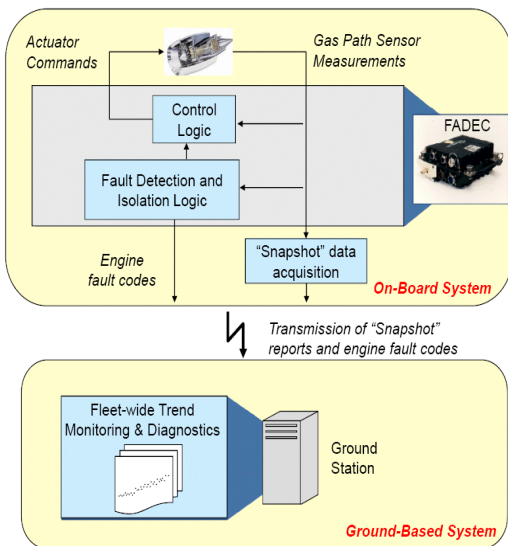 Actuator
Commands
Gas Path Sensor
Measurements
Control
Logic
FADEC
Fault Detection and
Isolation Logic
Engine
fault codes
“Snapshot” data
acquisition
On-Board System
Transmission of “Snapshot”
reports and engine fault codes
Fleet-wide Trend
Monitoring & Diagnostics
Ground
Station
Ground-Based System